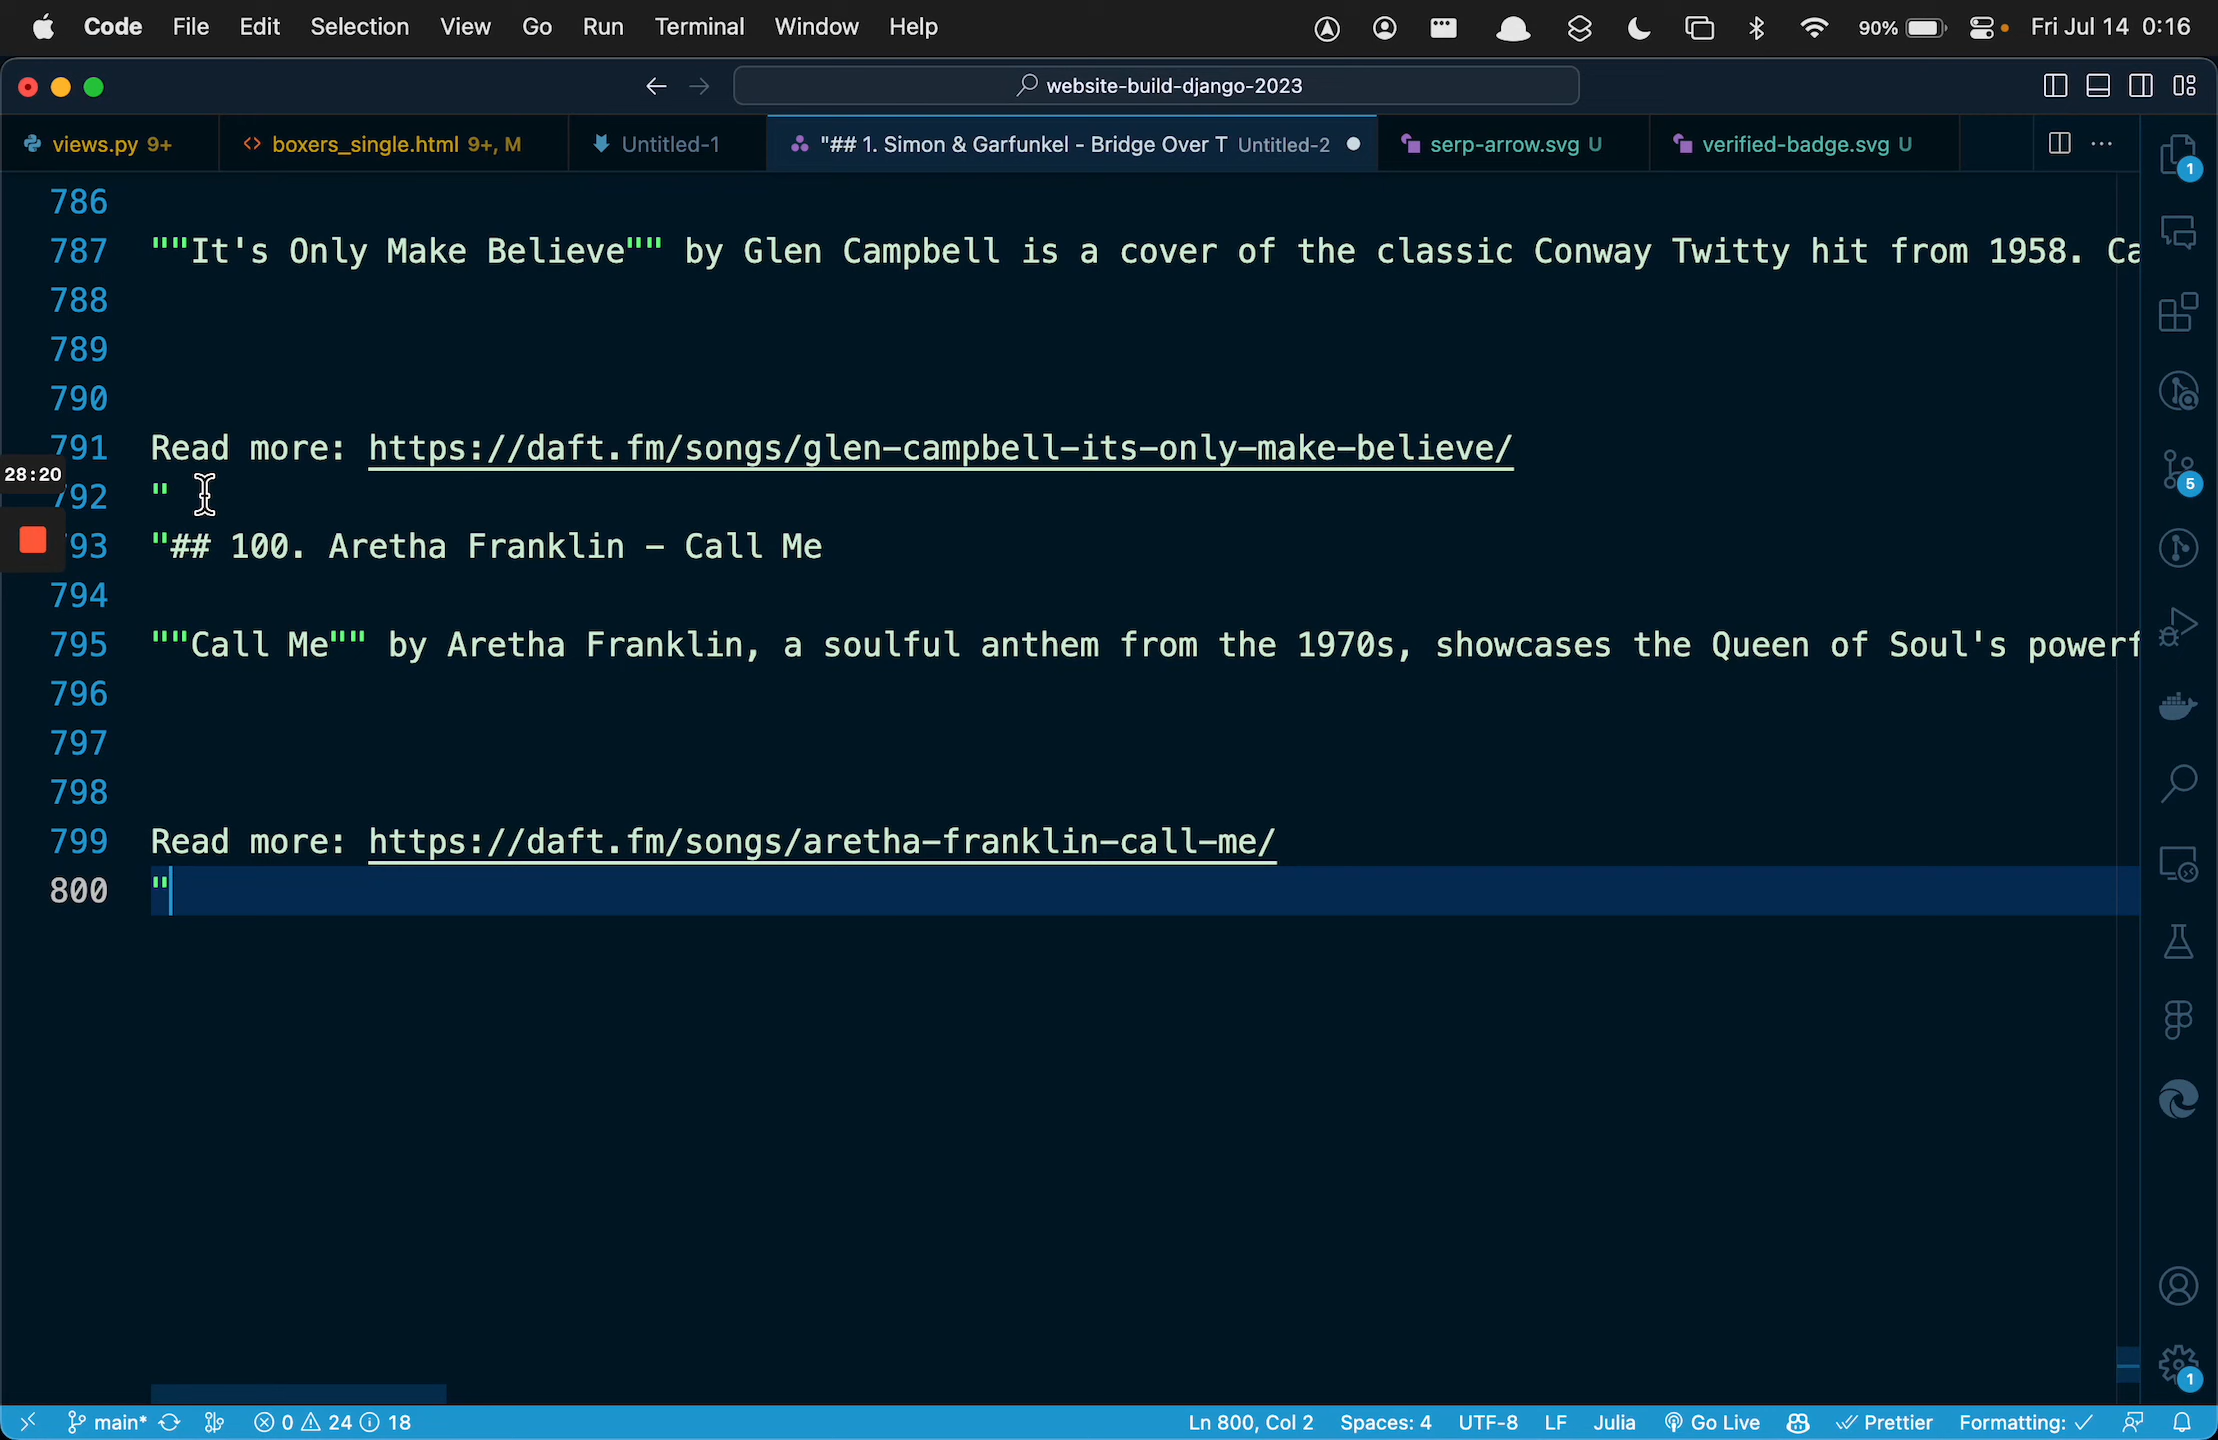 Code File Edit Selection View Go Run Terminal Window Help 90% Fri Jul 14 0:16
website-build-django-2023
views.py 9+ boxers_single.html 9+, M Untitled-1 "## 1. Simon & Garfunkel - Bridge Over T Untitled-2 serp-arrow.svg U verified-badge.svg U
786
787 ""It's Only Make Believe"" by Glen Campbell is a cover of the classic Conway Twitty hit from 1958. Ca
788
789
790
791 Read more: https://daft.fm/songs/glen-campbell-its-only-make-believe/
28:20
792 "
93 "## 100. Aretha Franklin - Call Me
794
795 ""Call Me"" by Aretha Franklin, a soulful anthem from the 1970s, showcases the Queen of Soul's powerf
796
797
798
799 Read more: https://daft.fm/songs/aretha-franklin-call-me/
800 "
1
5
1
main* 0 24 18 Ln 800, Col 2 Spaces: 4 UTF-8 LF Julia Go Live Prettier Formatting: ✓